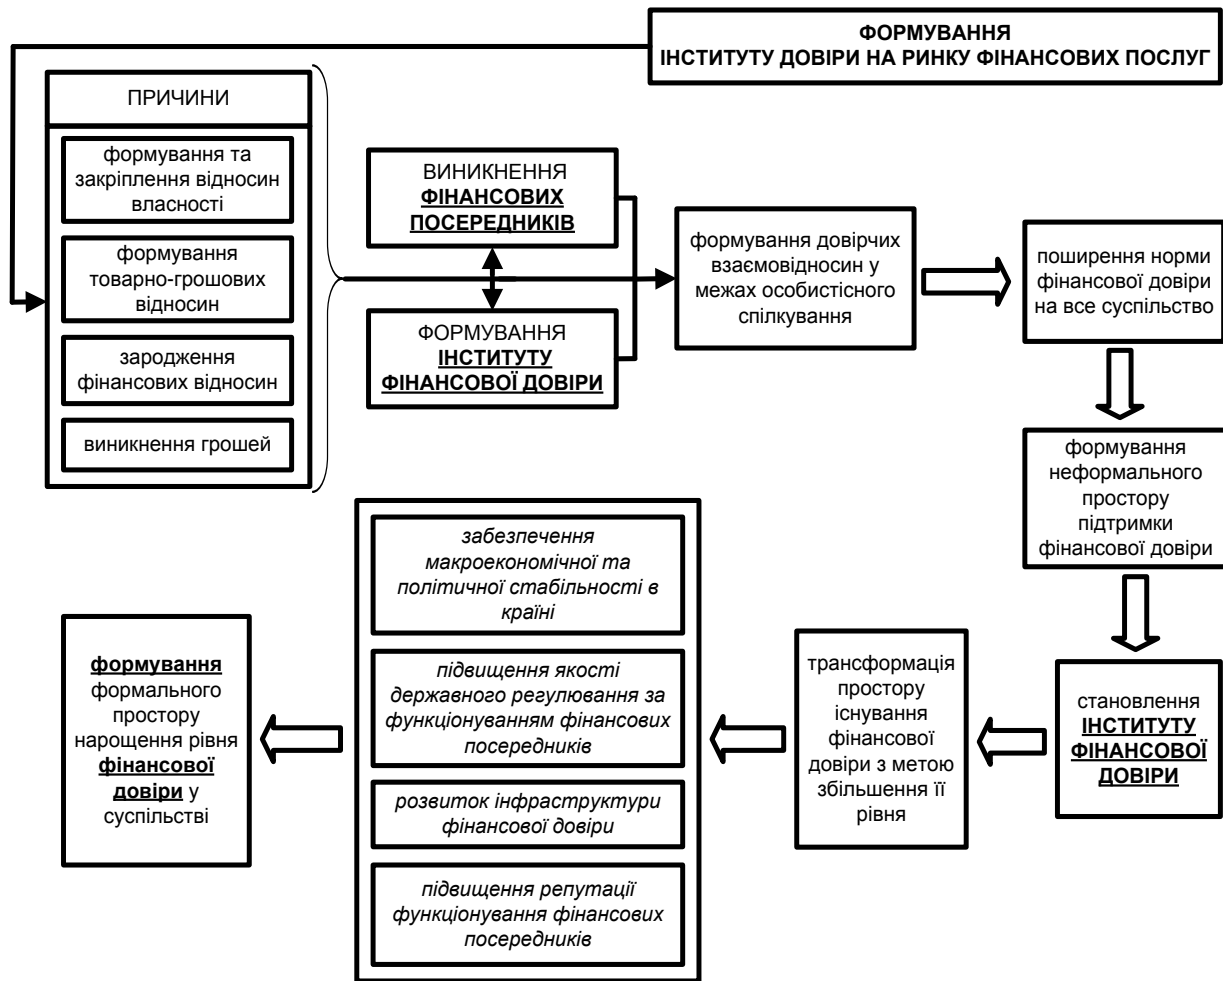 ФОРМУВАННЯ
ІНСТИТУТУ ДОВІРИ НА РИНКУ ФІНАНСОВИХ ПОСЛУГ
ПРИЧИНИ
формування та
закріплення відносин
власності
формування
товарно-грошових
відносин
зародження
фінансових відносин
виникнення грошей
ВИНИКНЕННЯ
ФІНАНСОВИХ
ПОСЕРЕДНИКІВ
ФОРМУВАННЯ
ІНСТИТУТУ
ФІНАНСОВОЇ ДОВІРИ
формування довірчих
взаємовідносин у
межах особистісного
спілкування
поширення норми
фінансової довіри
на все суспільство
формування
неформального
простору
підтримки
фінансової довіри
становлення
ІНСТИТУТУ
ФІНАНСОВОЇ
ДОВІРИ
трансформація
простору
існування
фінансової
довіри з метою
збільшення її
рівня
забезпечення
макроекономічної та
політичної стабільності в
країні
підвищення якості
державного регулювання за
функціонуванням фінансових
посередників
розвиток інфраструктури
фінансової довіри
підвищення репутації
функціонування фінансових
посередників
формування
формального
простору
нарощення рівня
фінансової
довіри у
суспільстві